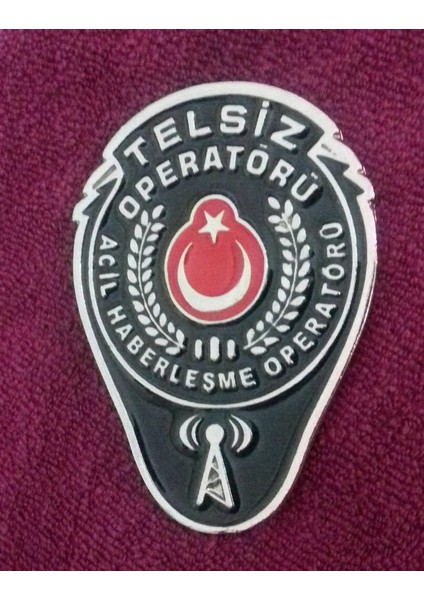 TELSİZ
OPERATÖRÜ
ACİL HABERLEŞME OPERATÖRÜ